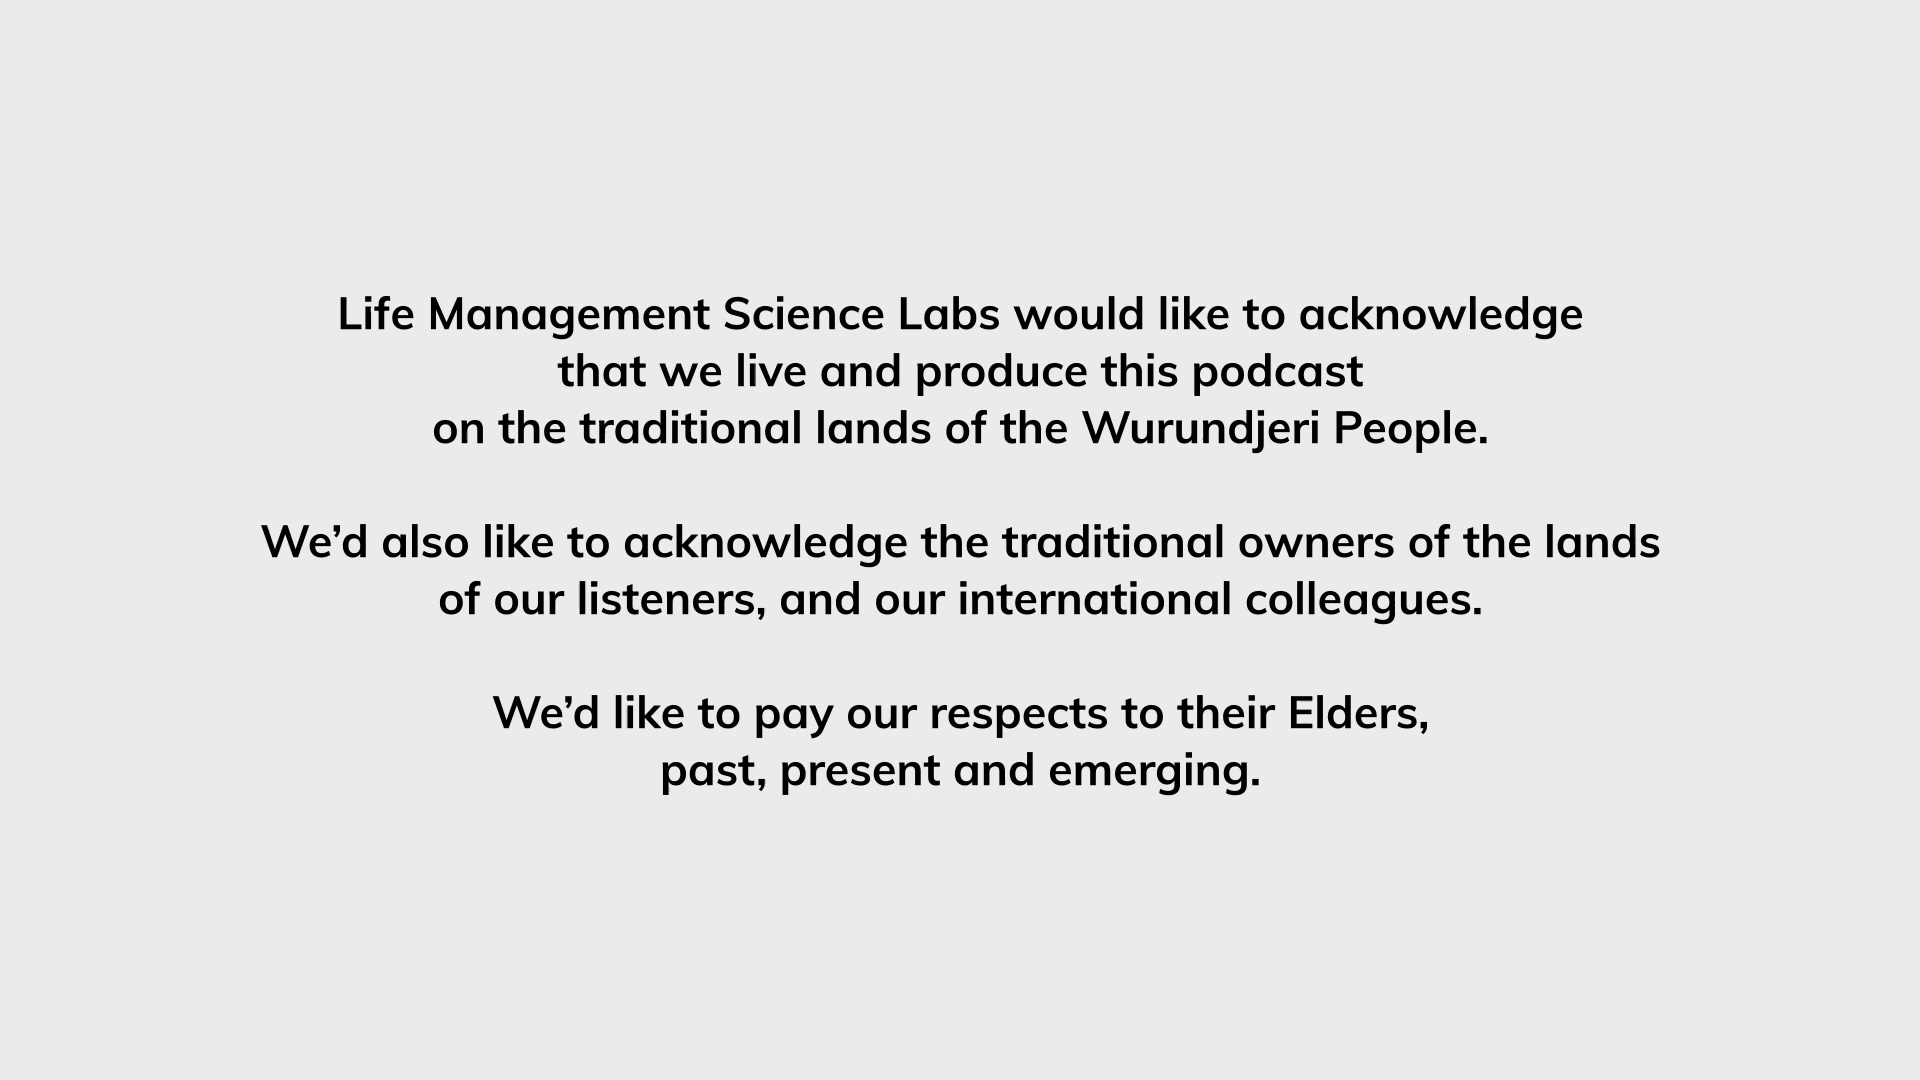 Life Management Science Labs would like to acknowledge
that we live and produce this podcast
on the traditional lands of the Wurundjeri People.
We’d also like to acknowledge the traditional owners of the lands
of our listeners, and our international colleagues.
We’d like to pay our respects to their Elders,
past, present and emerging.